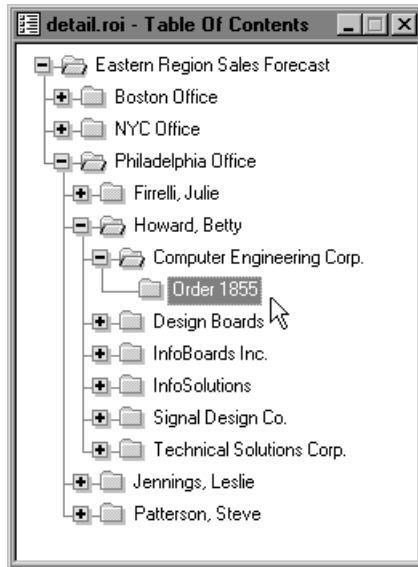 detail.roi - Table Of Contents
Eastern Region Sales Forecast
Boston Office
NYC Office
Philadelphia Office
Firrelli, Julie
Howard, Betty
Computer Engineering Corp.
Order 1855
Design Boards
InfoBoards Inc.
InfoSolutions
Signal Design Co.
Technical Solutions Corp.
Jennings, Leslie
Patterson, Steve